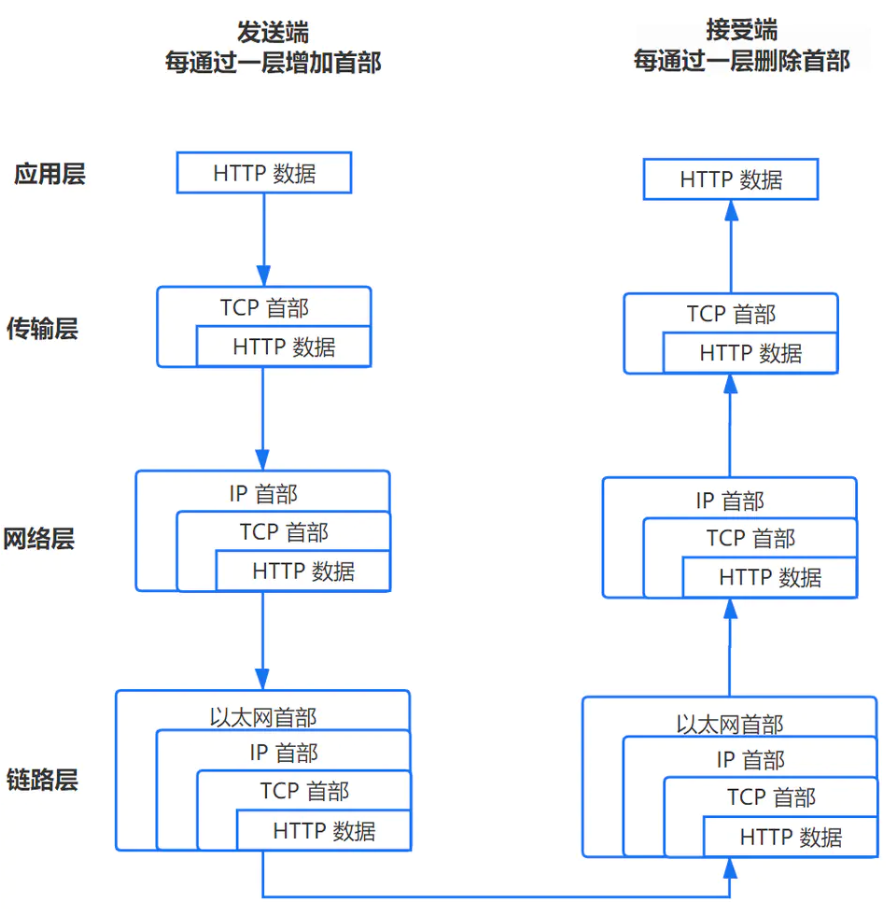 发送端
每通过一层增加首部
接受端
每通过一层删除首部
应用层
HTTP 数据
HTTP 数据
传输层
TCP 首部
HTTP 数据
TCP 首部
HTTP 数据
网络层
IP 首部
TCP 首部
HTTP 数据
IP 首部
TCP 首部
HTTP 数据
链路层
以太网首部
IP 首部
TCP 首部
HTTP 数据
以太网首部
IP 首部
TCP 首部
HTTP 数据